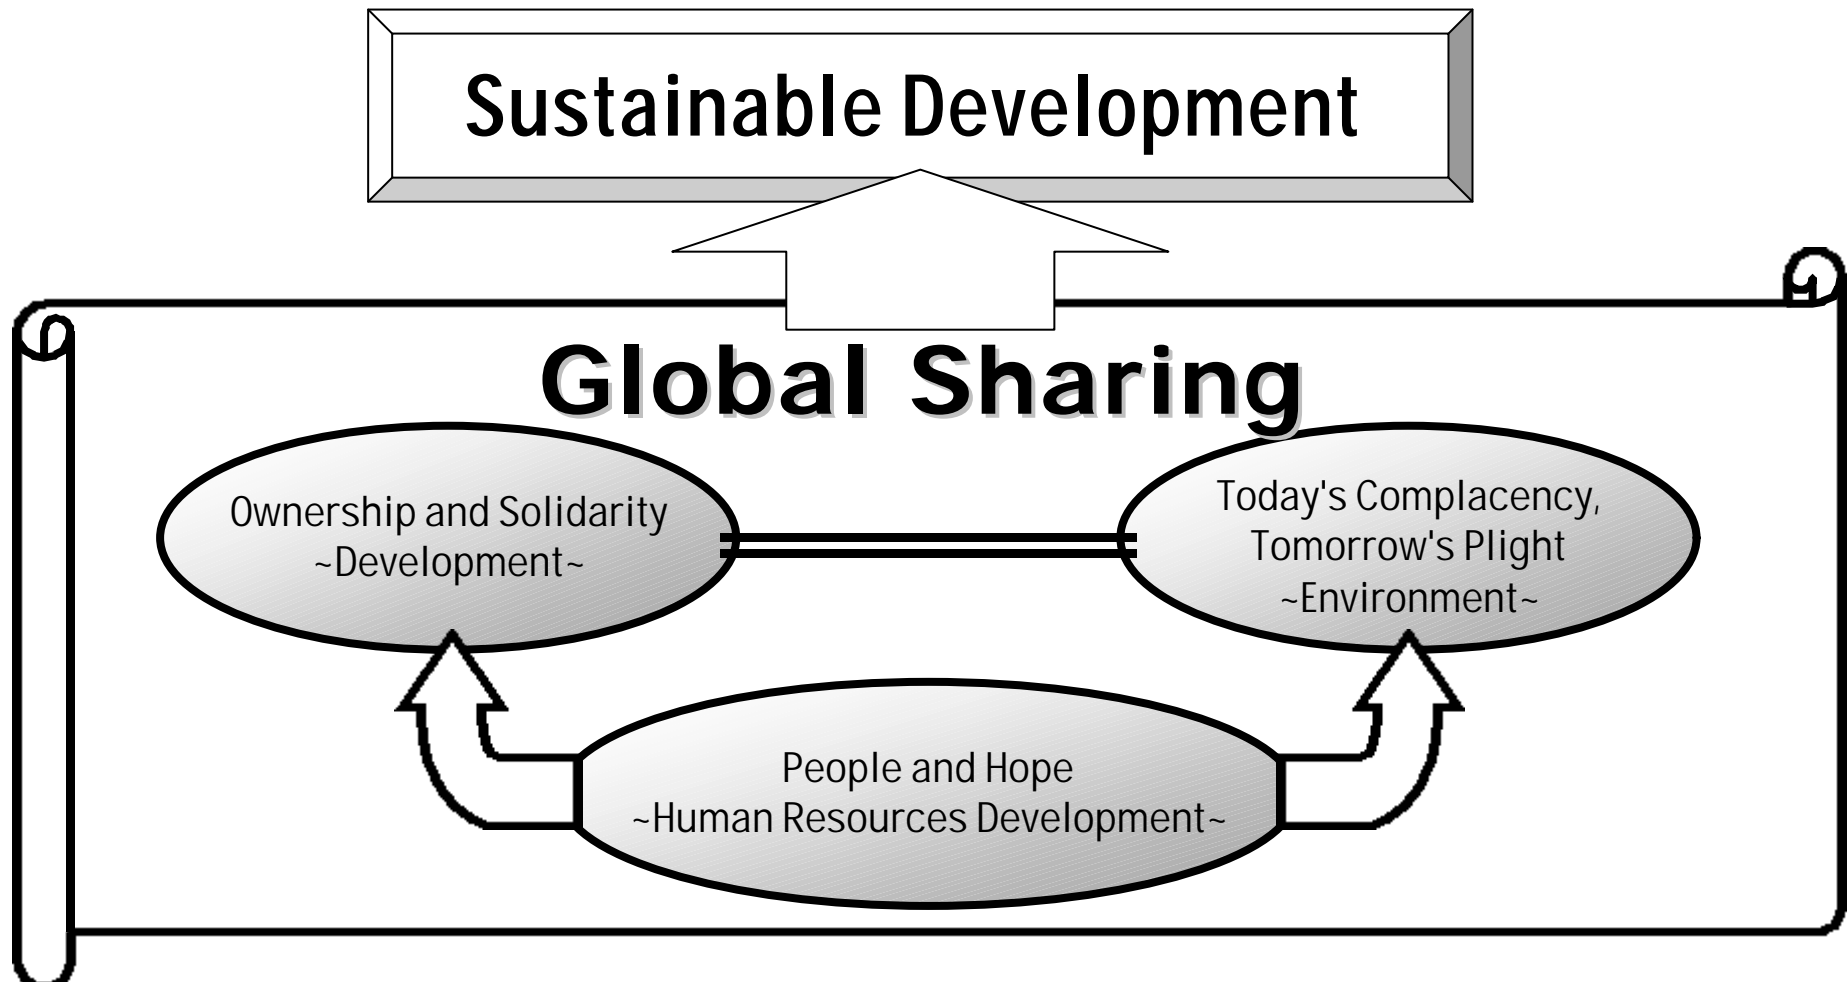 Sustainable Development
Global Sharing
Ownership and Solidarity
~Development~
Today's Complacency,
Tomorrow's Plight
~Environment~
People and Hope
~Human Resources Development~